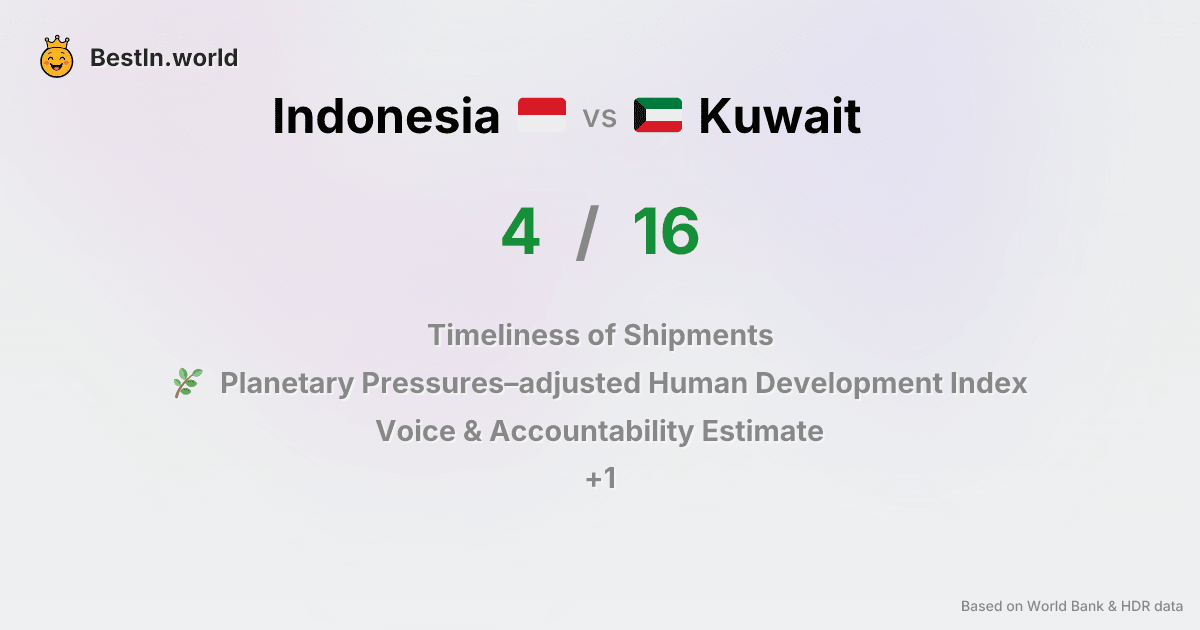 BestIn.world
Indonesia vs Kuwait
4 / 16
Timeliness of Shipments
Planetary Pressures–adjusted Human Development Index
Voice & Accountability Estimate
+1
Based on World Bank & HDR data